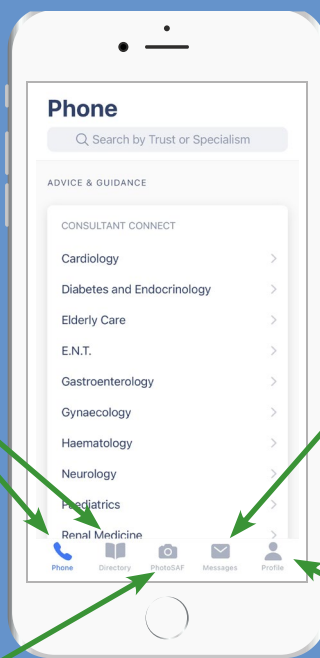 Phone
Search by Trust or Specialism
ADVICE & GUIDANCE
CONSULTANT CONNECT
Cardiology
Diabetes and Endocrinology
Elderly Care
E.N.T.
Gastroenterology
Gynaecology
Haematology
Neurology
Paediatrics
Renal Medicine
Phone Directory PhotoSAF Messages Profile